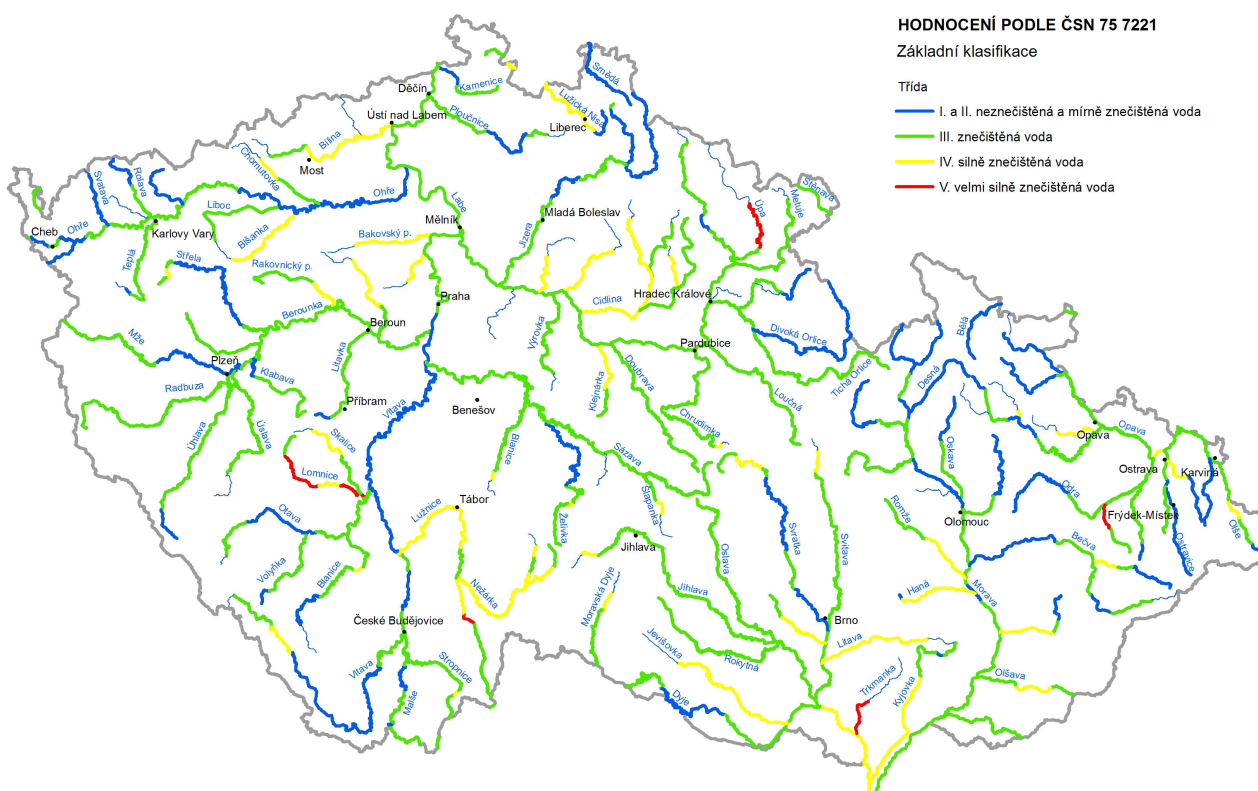 HODNOCENÍ PODLE ČSN 75 7221
Základní klasifikace
Třída
I. a II. neznečištěná a mírně znečištěná voda
III. znečištěná voda
IV. silně znečištěná voda
V. velmi silně znečištěná voda
Smědá
Kamenice
Děčín
Lužická Nisa
Ploučnice
Ústí nad Labem
Liberec
Bílina
Chomutovka
Most
Svatava
Rolava
Stěnava
Metuje
Ohře
Úpa
Labe
Liboc
Mladá Boleslav
Mělník
Jizera
Cheb
Ohře
Karlovy Vary
Blšanka
Bakovský p.
Teplá
Střela
Rakovnický p.
Praha
Hradec Králové
Cidlina
Berounka
Beroun
Bělá
Mže
Výrovka
Divoká Orlice
Pardubice
Plzeň
Litavka
Doubrava
Tichá Orlice
Klabava
Desná
Radbuza
Klejnárka
Loučná
Příbram
Benešov
Vltava
Chrudimka
Opava
Opava
Úhlava
Úslava
Skalice
Blanice
Oskava
Ostrava
Sázava
Karviná
Lomnice
Odra
Tábor
Šlapanka
Romže
Olomouc
Frýdek-Místek
Otava
Lužnice
Želivka
Svratka
Svitava
Olše
Jihlava
Bečva
Ostravice
Oslava
Volyňka
Blanice
Nežárka
Moravská Dyje
Jihlava
Haná
Morava
České Budějovice
Brno
Litava
Jevišovka
Rokytná
Vltava
Stropnice
Trkmanka
Kyjovka
Olšava
Malše
Dyje